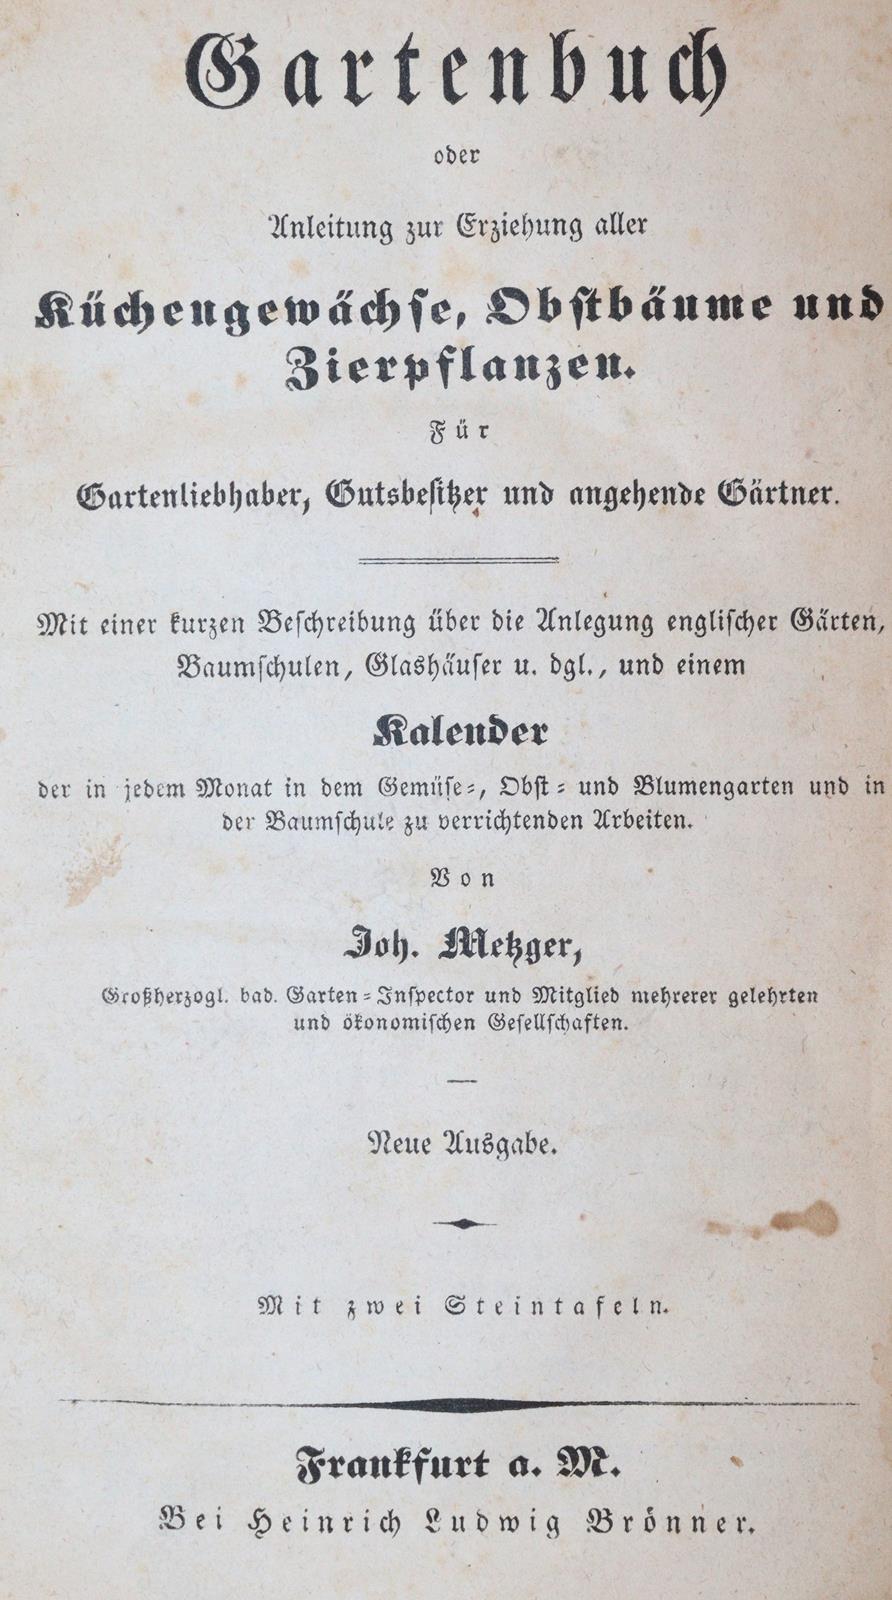 Gartenbuch
oder
Anleitung zur Erziehung aller
Küchengewächse, Obstbäume und
Zierpflanzen.
Für
Gartenliebhaber, Gutsbesitzer und angehende Gärtner.
Mit einer kurzen Beschreibung über die Anlegung englischer Gärten,
Baumschulen, Glashäuser u. dgl., und einem
Kalender
der in jedem Monat in dem Gemüse-, Obst- und Blumengarten und in
der Baumschule zu verrichtenden Arbeiten.
Von
Joh. Metzger,
Großherzogl. bad. Garten-Inspector und Mitglied mehrerer gelehrten
und ökonomischen Gesellschaften.
Neue Ausgabe.
Mit zwei Steintafeln.
Frankfurt a. M.
Bei Heinrich Ludwig Brönner.